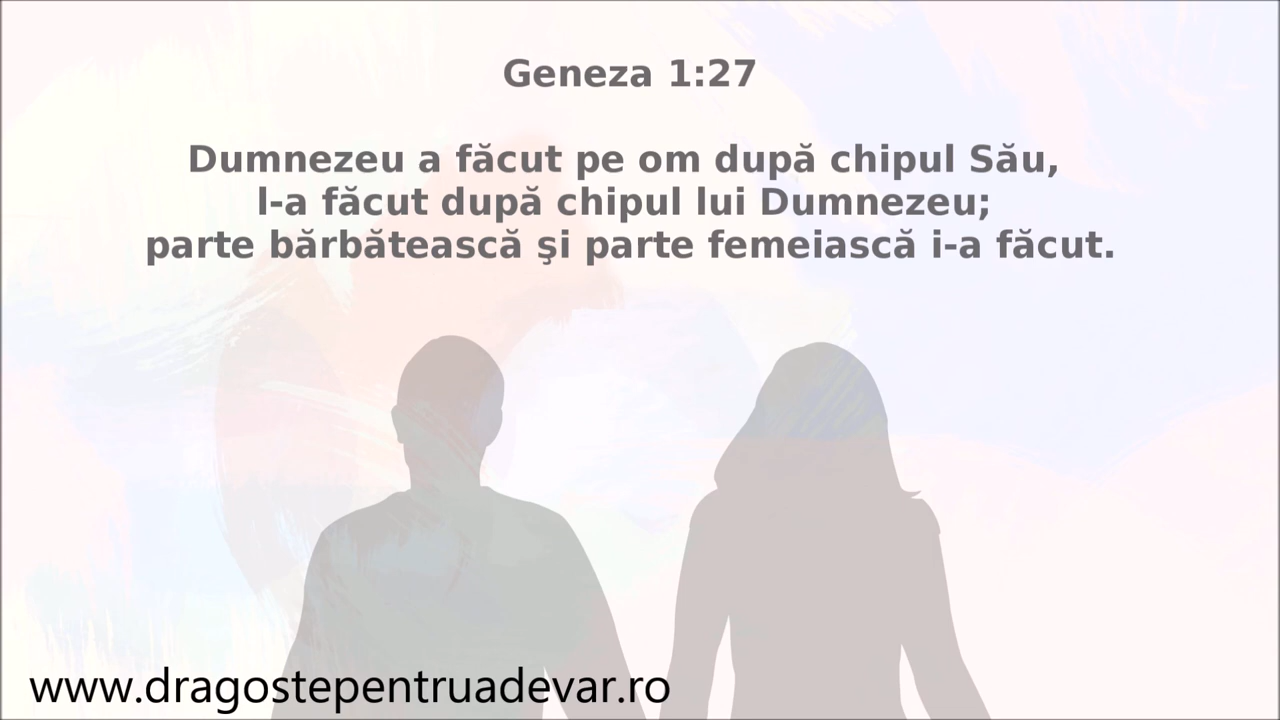 Geneza 1:27
Dumnezeu a făcut pe om după chipul Său,
l-a făcut după chipul lui Dumnezeu;
parte bărbătească şi parte femeiască i-a făcut.
www.dragostepentruadevar.ro